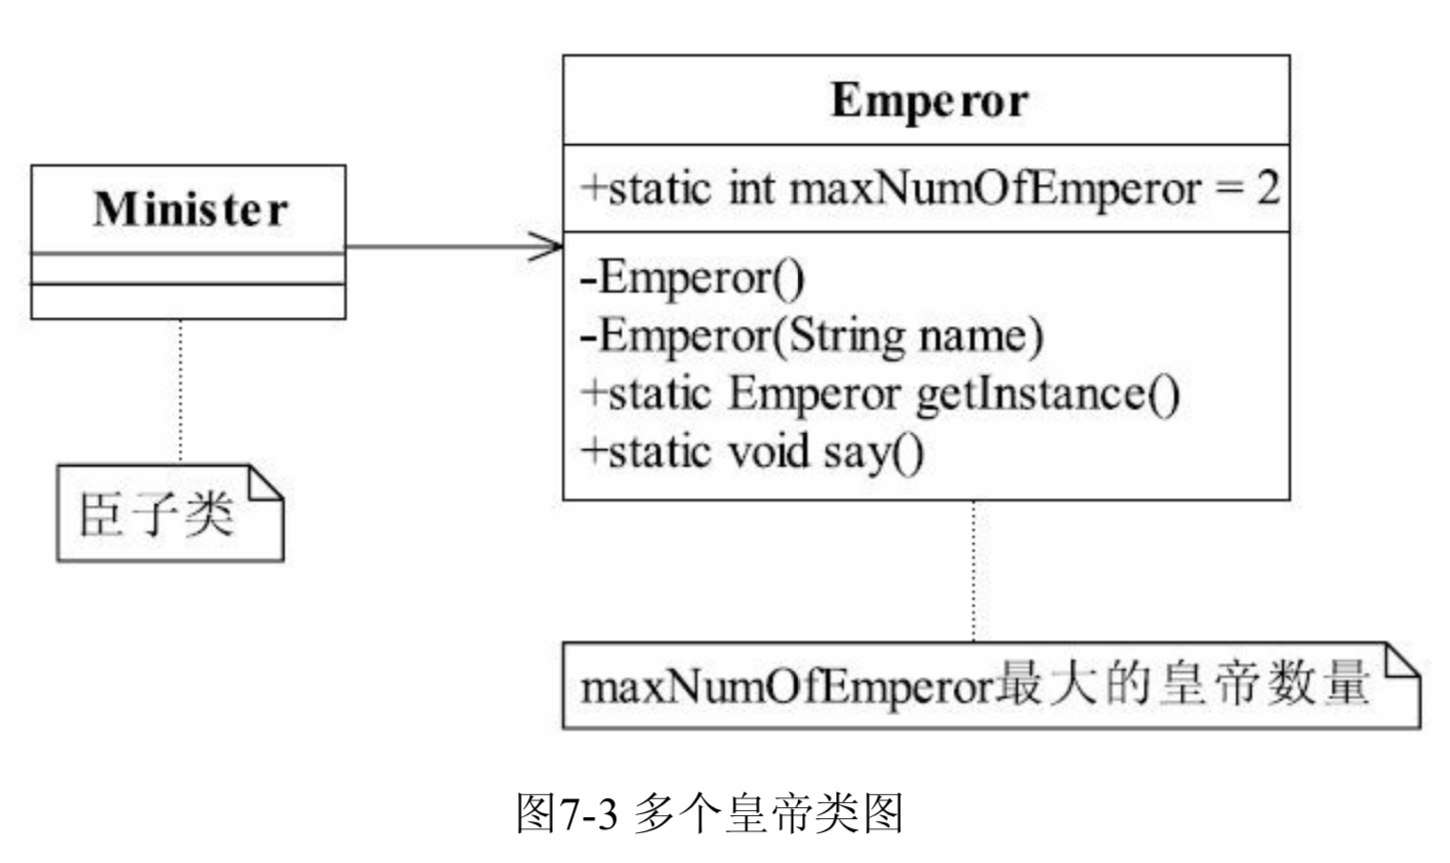 Minister
臣子类
Emperor
+static int maxNumOfEmperor = 2
-Emperor()
-Emperor(String name)
+static Emperor getInstance()
+static void say()
maxNumOfEmperor最大的皇帝数量
图7-3 多个皇帝类图